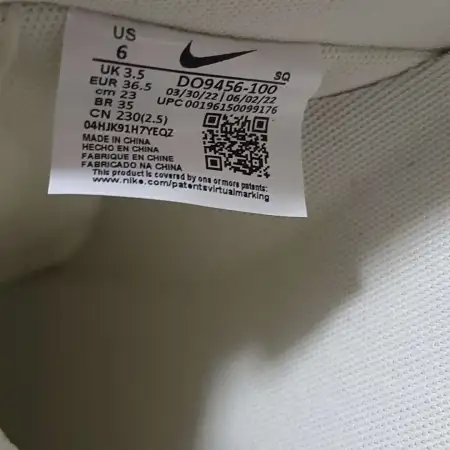 US
6
SQ
UK 3.5
EUR 36.5
cm 23
BR 35
CN 230(2.5)
DO9456-100
03/30/22 06/02/22
UPC 00196150099176
04HJK91H7YEQZ
MADE IN CHINA
HECHO EN CHINA
FABRIQUE EN CHINE
FABRICADO NA CHINA
This product is covered by one or more patents:
www.nike.com/patentsvirtualmarking